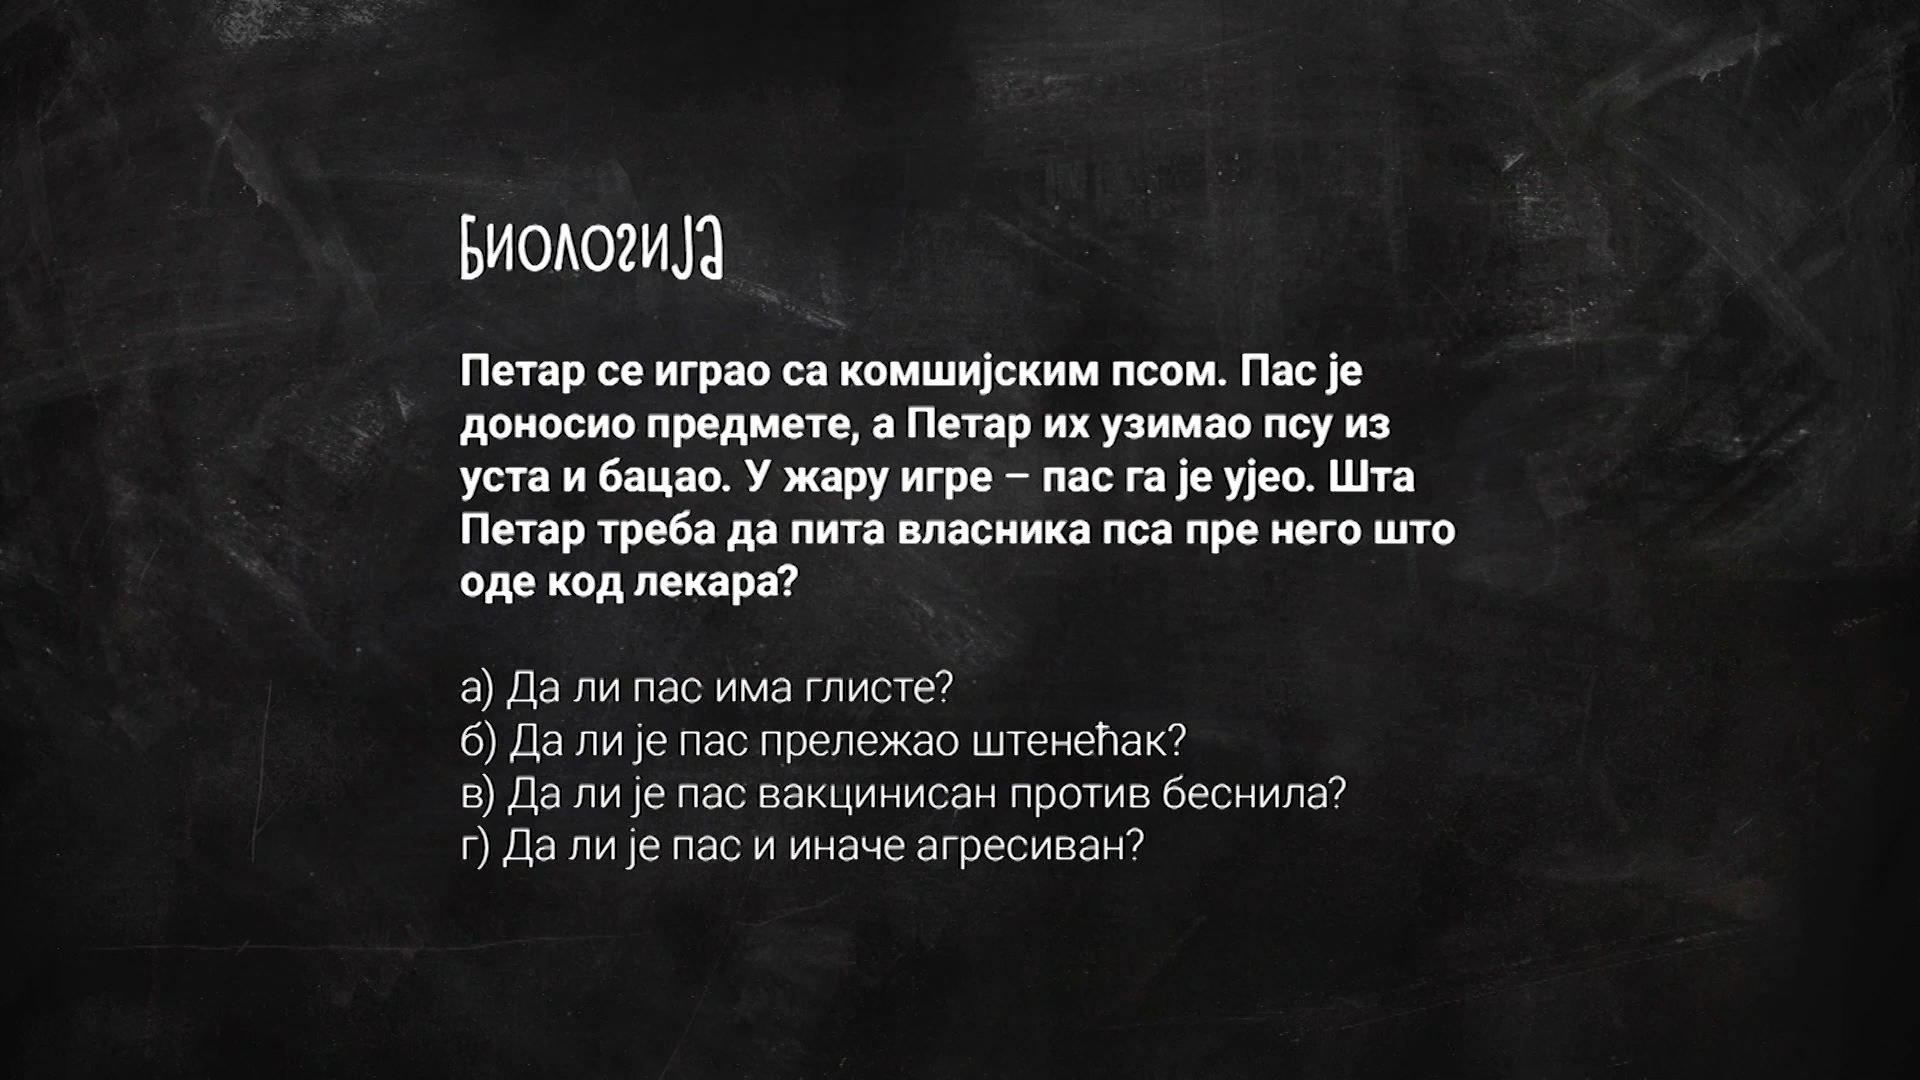 Биологија
Петар се играо са комшијским псом. Пас је
доносио предмете, а Петар их узимао псу из
уста и бацао. У жару игре – пас га је ујео. Шта
Петар треба да пита власника пса пре него што
оде код лекара?
а) Да ли пас има глисте?
б) Да ли је пас прележао штенећак?
в) Да ли је пас вакцинисан против беснила?
г) Да ли је пас и иначе агресиван?